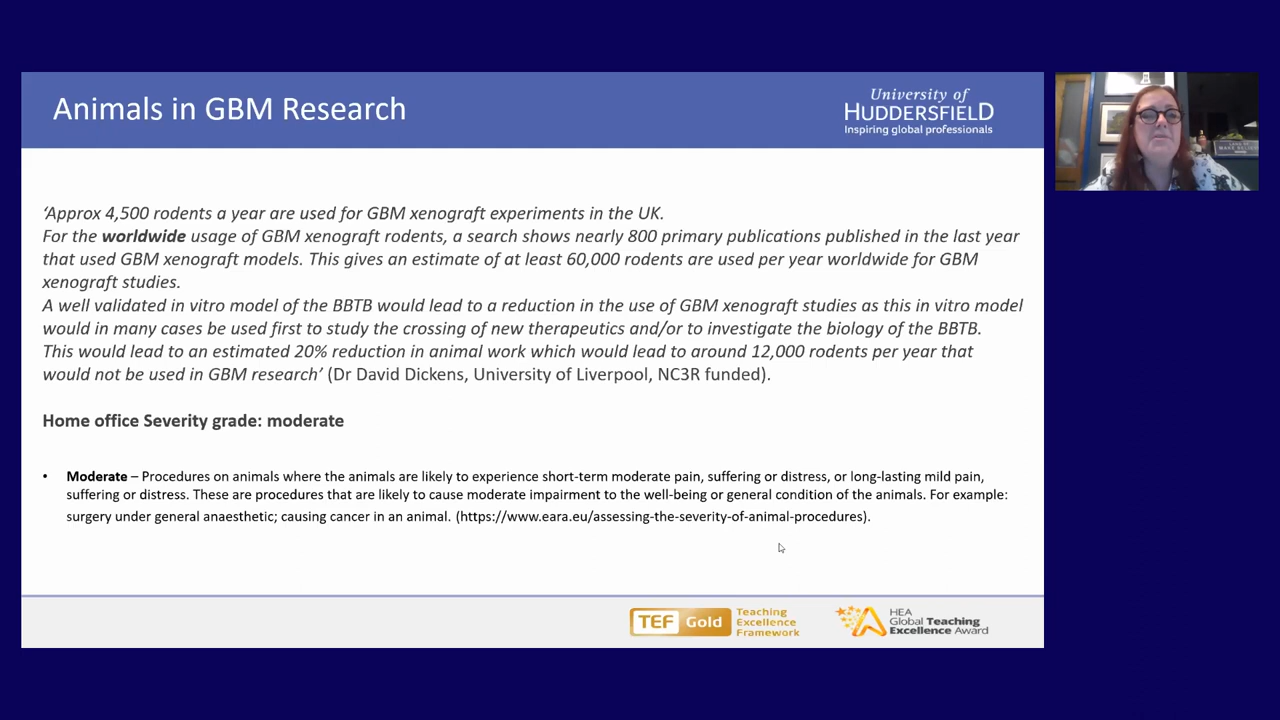 Animals in GBM Research
University of
HUDDERSFIELD
Inspiring global professionals
‘Approx 4,500 rodents a year are used for GBM xenograft experiments in the UK.
For the worldwide usage of GBM xenograft rodents, a search shows nearly 800 primary publications published in the last year
that used GBM xenograft models. This gives an estimate of at least 60,000 rodents are used per year worldwide for GBM
xenograft studies.
A well validated in vitro model of the BBTB would lead to a reduction in the use of GBM xenograft studies as this in vitro model
would in many cases be used first to study the crossing of new therapeutics and/or to investigate the biology of the BBTB.
This would lead to an estimated 20% reduction in animal work which would lead to around 12,000 rodents per year that
would not be used in GBM research’ (Dr David Dickens, University of Liverpool, NC3R funded).
Home office Severity grade: moderate
• Moderate – Procedures on animals where the animals are likely to experience short-term moderate pain, suffering or distress, or long-lasting mild pain,
suffering or distress. These are procedures that are likely to cause moderate impairment to the well-being or general condition of the animals. For example:
surgery under general anaesthetic; causing cancer in an animal. (https://www.eara.eu/assessing-the-severity-of-animal-procedures).
TEF Gold
Teaching
Excellence
Framework
HEA
Global Teaching
Excellence Award